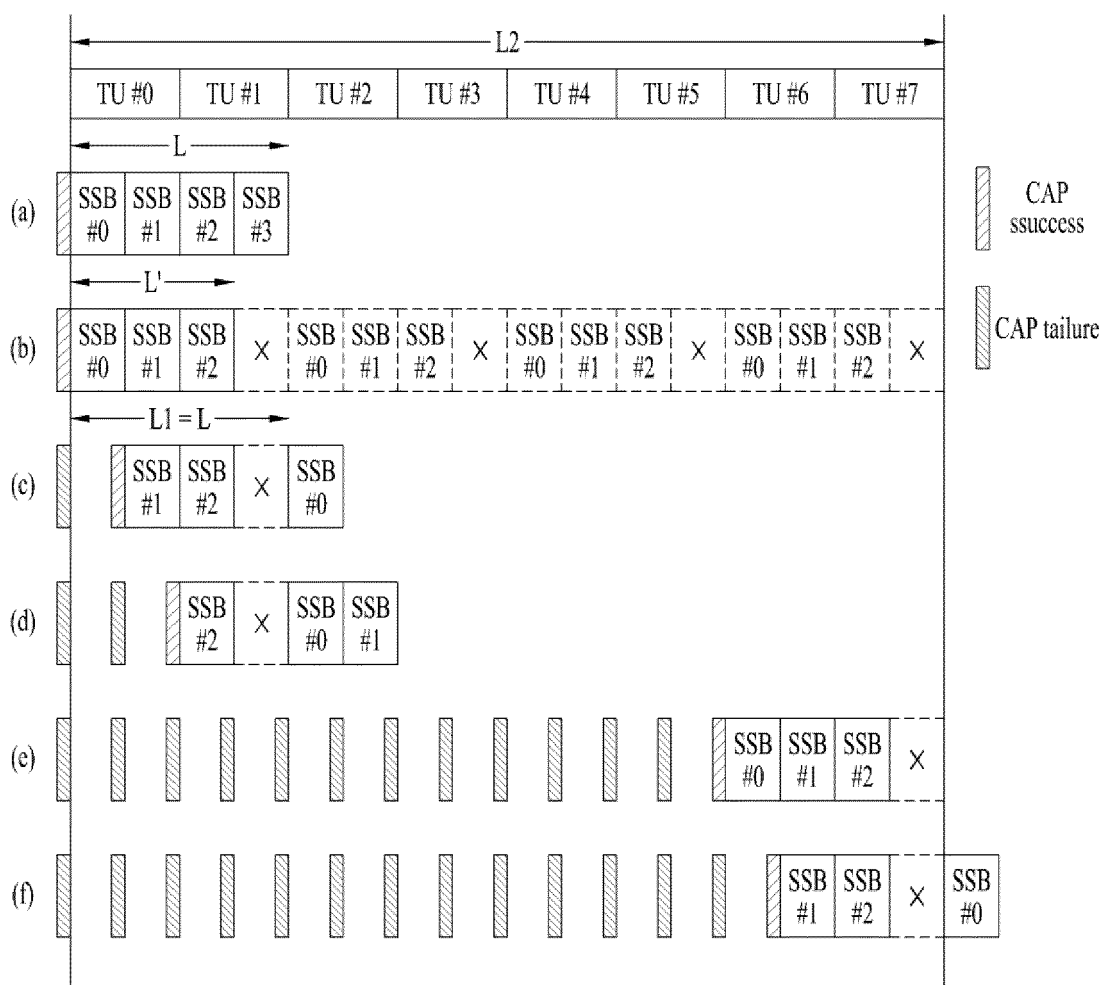 L2
TU #0 TU #1 TU #2 TU #3 TU #4 TU #5 TU #6 TU #7
L
(a) SSB #0 SSB #1 SSB #2 SSB #3
CAP
ssuccess
L'
(b) SSB #0 SSB #1 SSB #2 × SSB #0 SSB #1 SSB #2 × SSB #0 SSB #1 SSB #2 × SSB #0 SSB #1 SSB #2 ×
CAP tailure
L1 = L
(c) SSB #1 SSB #2 × SSB #0
(d) SSB #2 × SSB #0 SSB #1
(e) SSB #0 SSB #1 SSB #2 ×
(f) SSB #1 SSB #2 × SSB #0